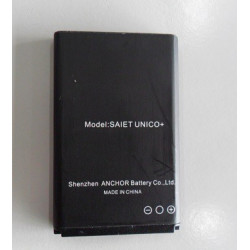 Model:SAIET UNICO+
Shenzhen ANCHOR Battery Co.,Ltd
MADE IN CHINA